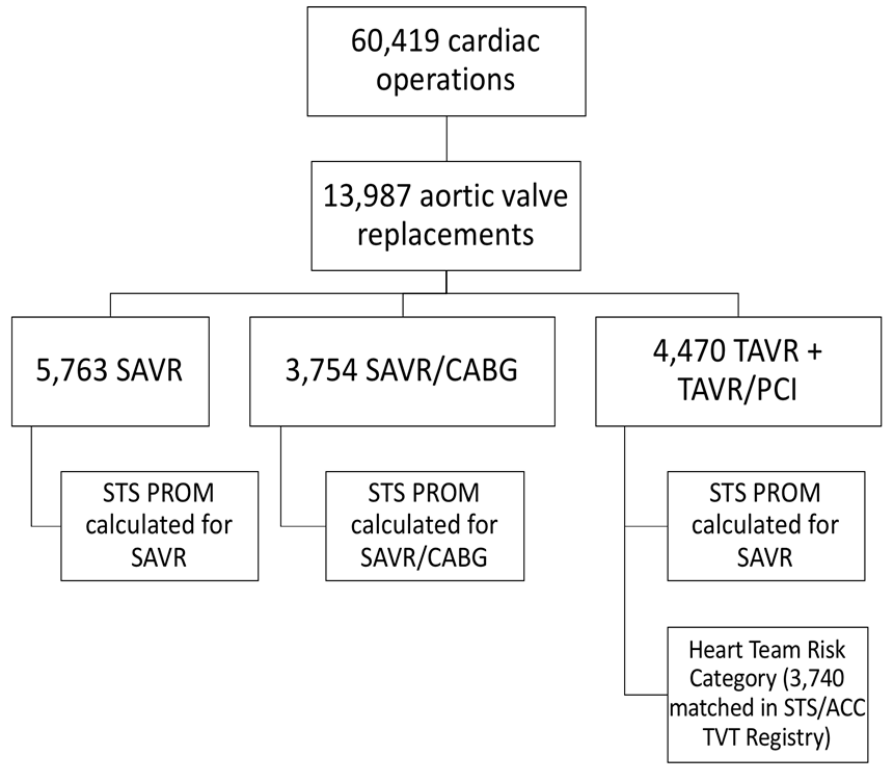 60,419 cardiac
operations
13,987 aortic valve
replacements
5,763 SAVR
3,754 SAVR/CABG
4,470 TAVR +
TAVR/PCI
STS PROM
calculated for
SAVR
STS PROM
calculated for
SAVR/CABG
STS PROM
calculated for
SAVR
Heart Team Risk
Category (3,740
matched in STS/ACC
TVT Registry)